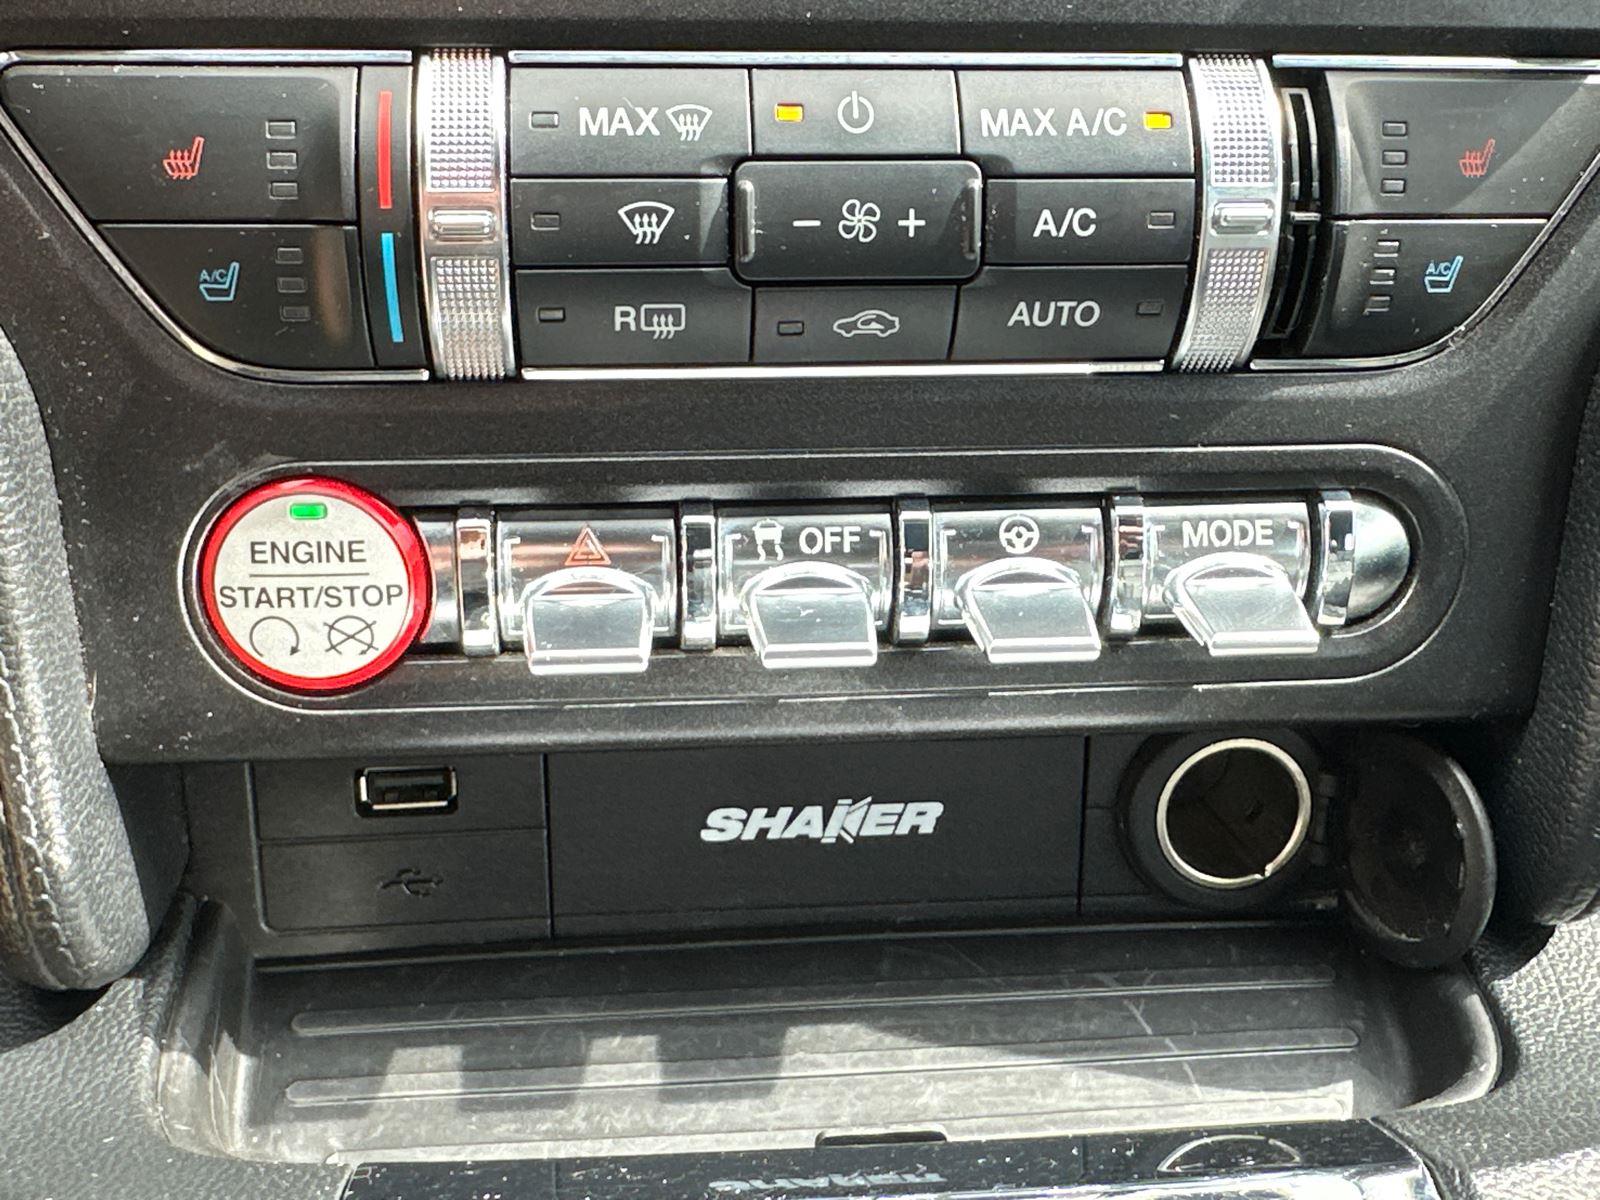 MAX
MAX A/C
A/C
R
AUTO
A/C
A/C
ENGINE
START/STOP
OFF
MODE
SHAKER